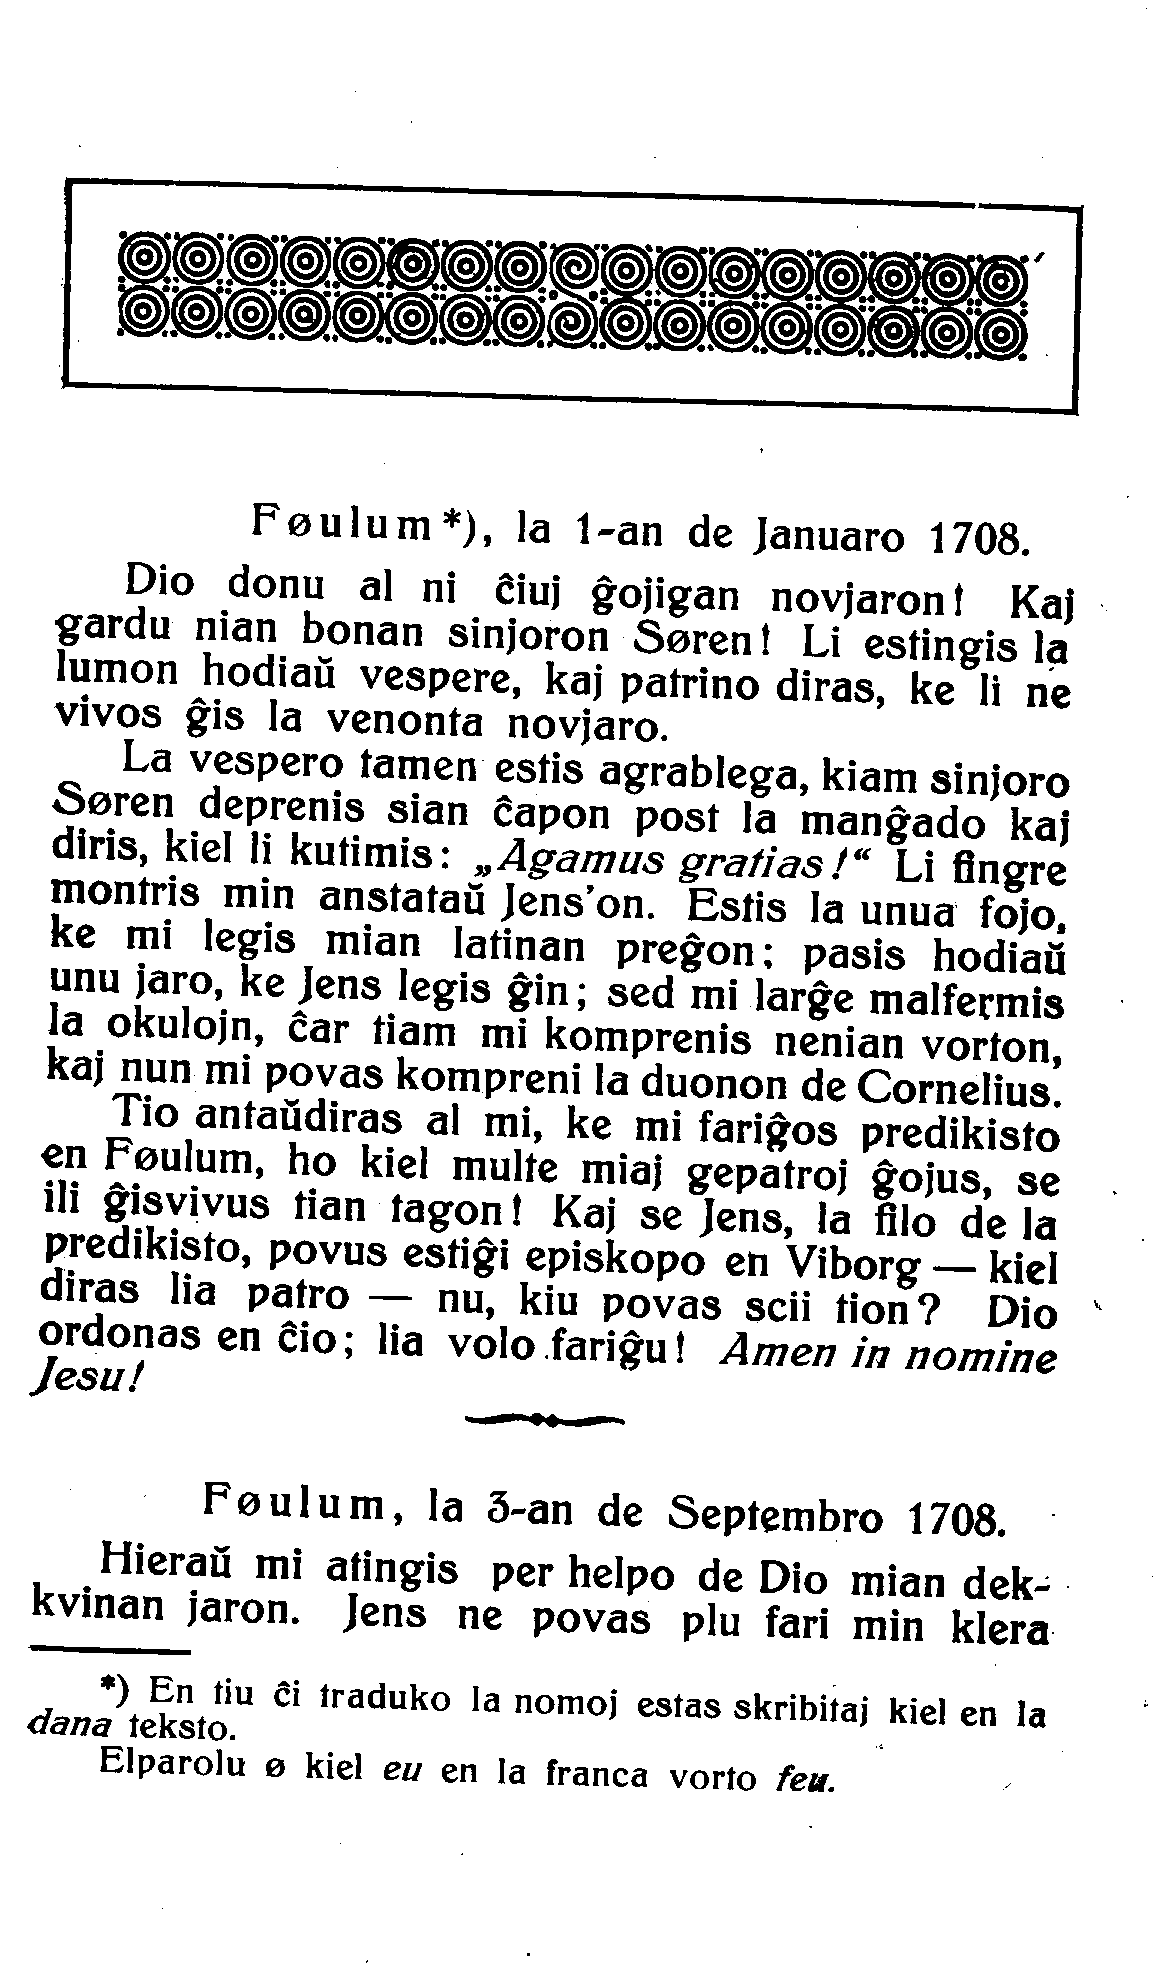 Føulum*), la 1-an de Januaro 1708.
Dio donu al ni ĉiuj ĝojigan novjaron! Kaj
gardu nian bonan sinjoron Søren! Li estingis la
lumon hodiaŭ vespere, kaj patrino diras, ke li ne
vivos ĝis la venonta novjaro.
La vespero tamen estis agrablega, kiam sinjoro
Søren deprenis sian ĉapon post la manĝado kaj
diris, kiel li kutimis: „Agamus gratias!“ Li fingre
montris min anstataŭ Jens'on. Estis la unua fojo,
ke mi legis mian latinan preĝon; pasis hodiaŭ
unu jaro, ke Jens legis ĝin; sed mi larĝe malfermis
la okulojn, ĉar tiam mi komprenis nenian vorton,
kaj nun mi povas kompreni la duonon de Cornelius.
Tio antaŭdiras al mi, ke mi fariĝos predikisto
en Føulum, ho kiel multe miaj gepatroj ĝojus, se
ili ĝisvivus tian tagon! Kaj se Jens, la filo de la
predikisto, povus estiĝi episkopo en Viborg — kiel
diras lia patro — nu, kiu povas scii tion? Dio
ordonas en ĉio; lia volo fariĝu! Amen in nomine
Jesu!
Føulum, la 3-an de Septembro 1708.
Hieraŭ mi atingis per helpo de Dio mian dek-
kvinan jaron. Jens ne povas plu fari min klera
*) En tiu ĉi traduko la nomoj estas skribitaj kiel en la
dana teksto.
Elparolu ø kiel eu en la franca vorto feu.